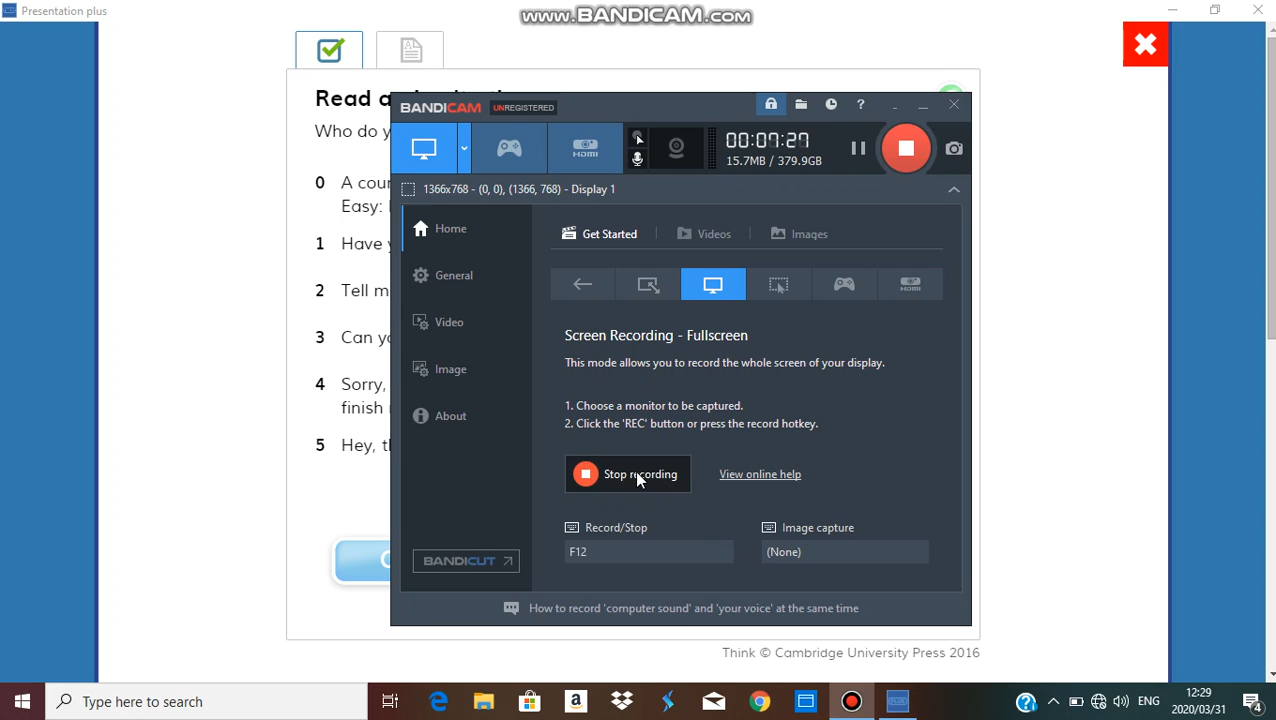 Presentation plus
www.BANDICAM.com
Who do y
0 A cour
Easy:
1 Have y
2 Tell m
3 Can yo
4 Sorry,
finish
5 Hey, th
BANDICAM UNREGISTERED
HDMI
00:07:27
15.7MB / 379.9GB
1366x768 - (0, 0), (1366, 768) - Display 1
Home
General
Video
Image
About
BANDICUT
Get Started
Videos
Images
HDMI
Screen Recording - Fullscreen
This mode allows you to record the whole screen of your display.
1. Choose a monitor to be captured.
2. Click the 'REC' button or press the record hotkey.
Stop recording
View online help
Record/Stop
Image capture
F12
(None)
How to record 'computer sound' and 'your voice' at the same time
Think © Cambridge University Press 2016
Type here to search
ENG
12:29
2020/03/31
4